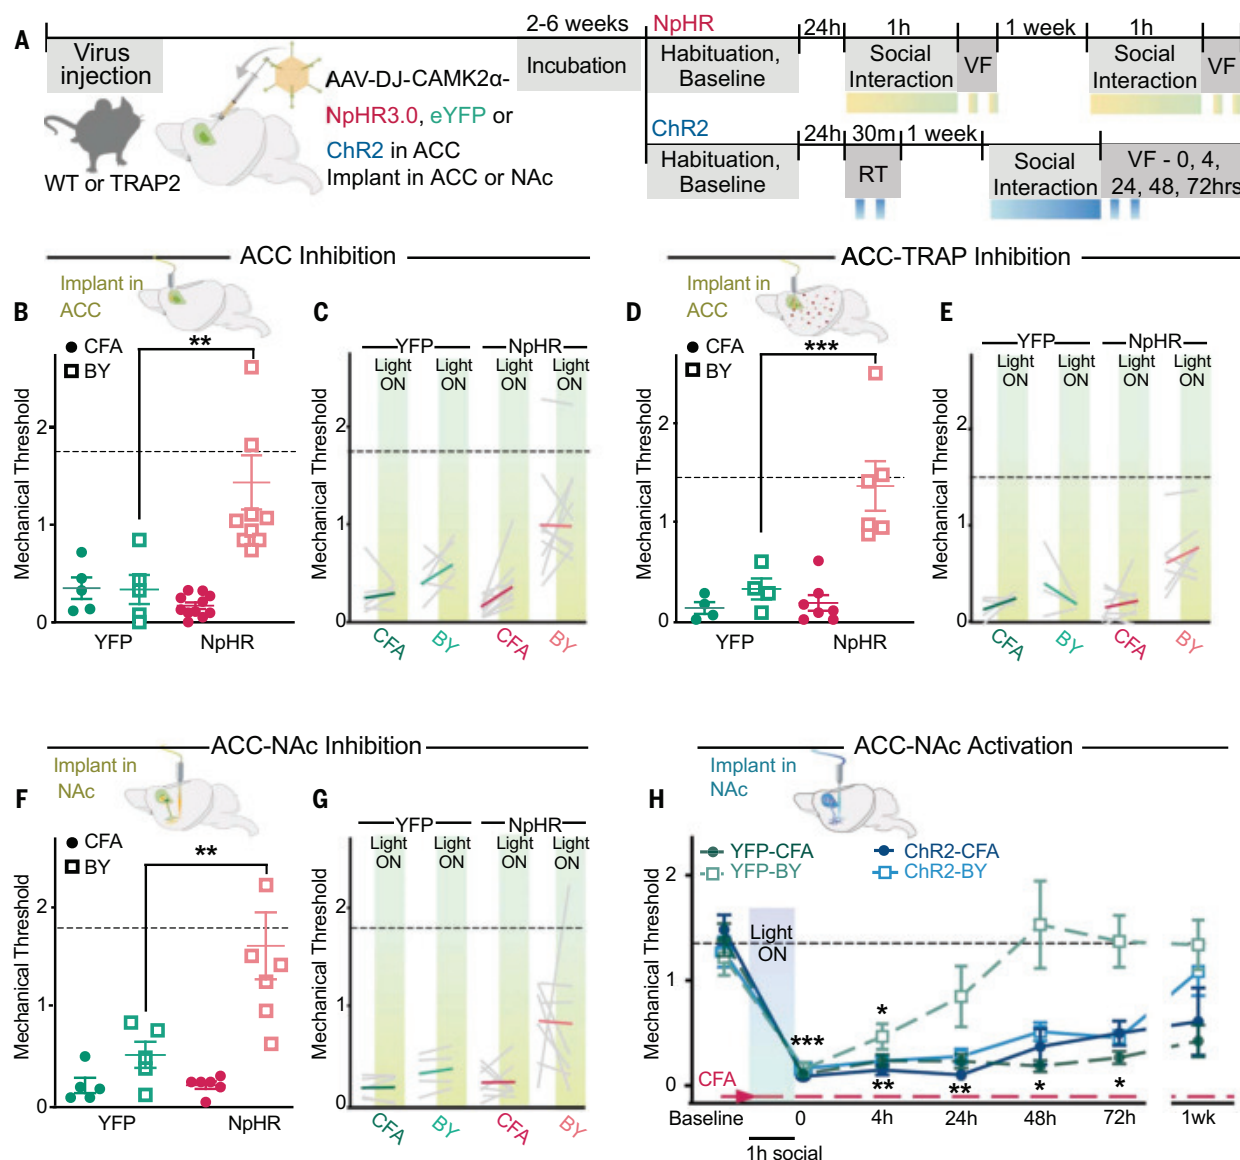 A
2-6 weeks
NpHR
24h
1h
1 week
1h
Virus
injection
Incubation
Habituation,
Baseline
Social
Interaction
VF
Social
Interaction
VF
AAV-DJ-CAMK2α-
NpHR3.0, eYFP or
ChR2 in ACC
Implant in ACC or NAc
WT or TRAP2
ChR2
24h
30m
1 week
Habituation,
Baseline
RT
Social
Interaction
VF - 0, 4,
24, 48, 72hrs
ACC Inhibition
Implant in
ACC
B
CFA
BY
**
Mechanical Threshold
2
1
0
YFP
NpHR
C
YFP
NpHR
Light
ON
Light
ON
Light
ON
Light
ON
Mechanical Threshold
2
1
0
CFA
BY
CFA
BY
ACC-TRAP Inhibition
Implant in
ACC
D
CFA
BY
***
Mechanical Threshold
2
1
0
YFP
NpHR
E
YFP
NpHR
Light
ON
Light
ON
Light
ON
Light
ON
Mechanical Threshold
2
1
0
CFA
BY
CFA
BY
ACC-NAc Inhibition
Implant in
NAc
F
CFA
BY
**
Mechanical Threshold
2
1
0
YFP
NpHR
G
YFP
NpHR
Light
ON
Light
ON
Light
ON
Light
ON
Mechanical Threshold
2
1
0
CFA
BY
CFA
BY
ACC-NAc Activation
Implant in
NAc
H
YFP-CFA
YFP-BY
ChR2-CFA
ChR2-BY
Mechanical Threshold
2
1
0
Light
ON
***
*
**
**
*
*
CFA
Baseline
0
4h
24h
48h
72h
1wk
1h social